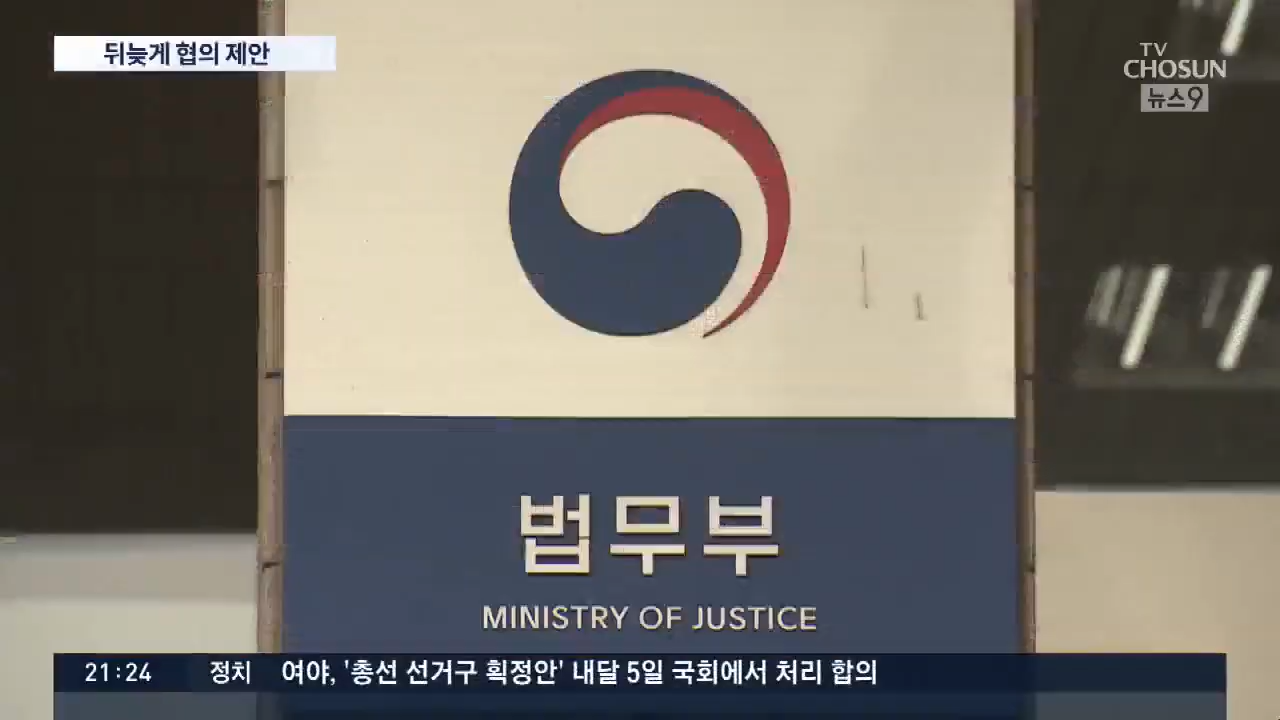 뒤늦게 협의 제안
TV
CHOSUN
뉴스9
법무부
MINISTRY OF JUSTICE
21:24 정치 여야, '총선 선거구 획정안' 내달 5일 국회에서 처리 합의